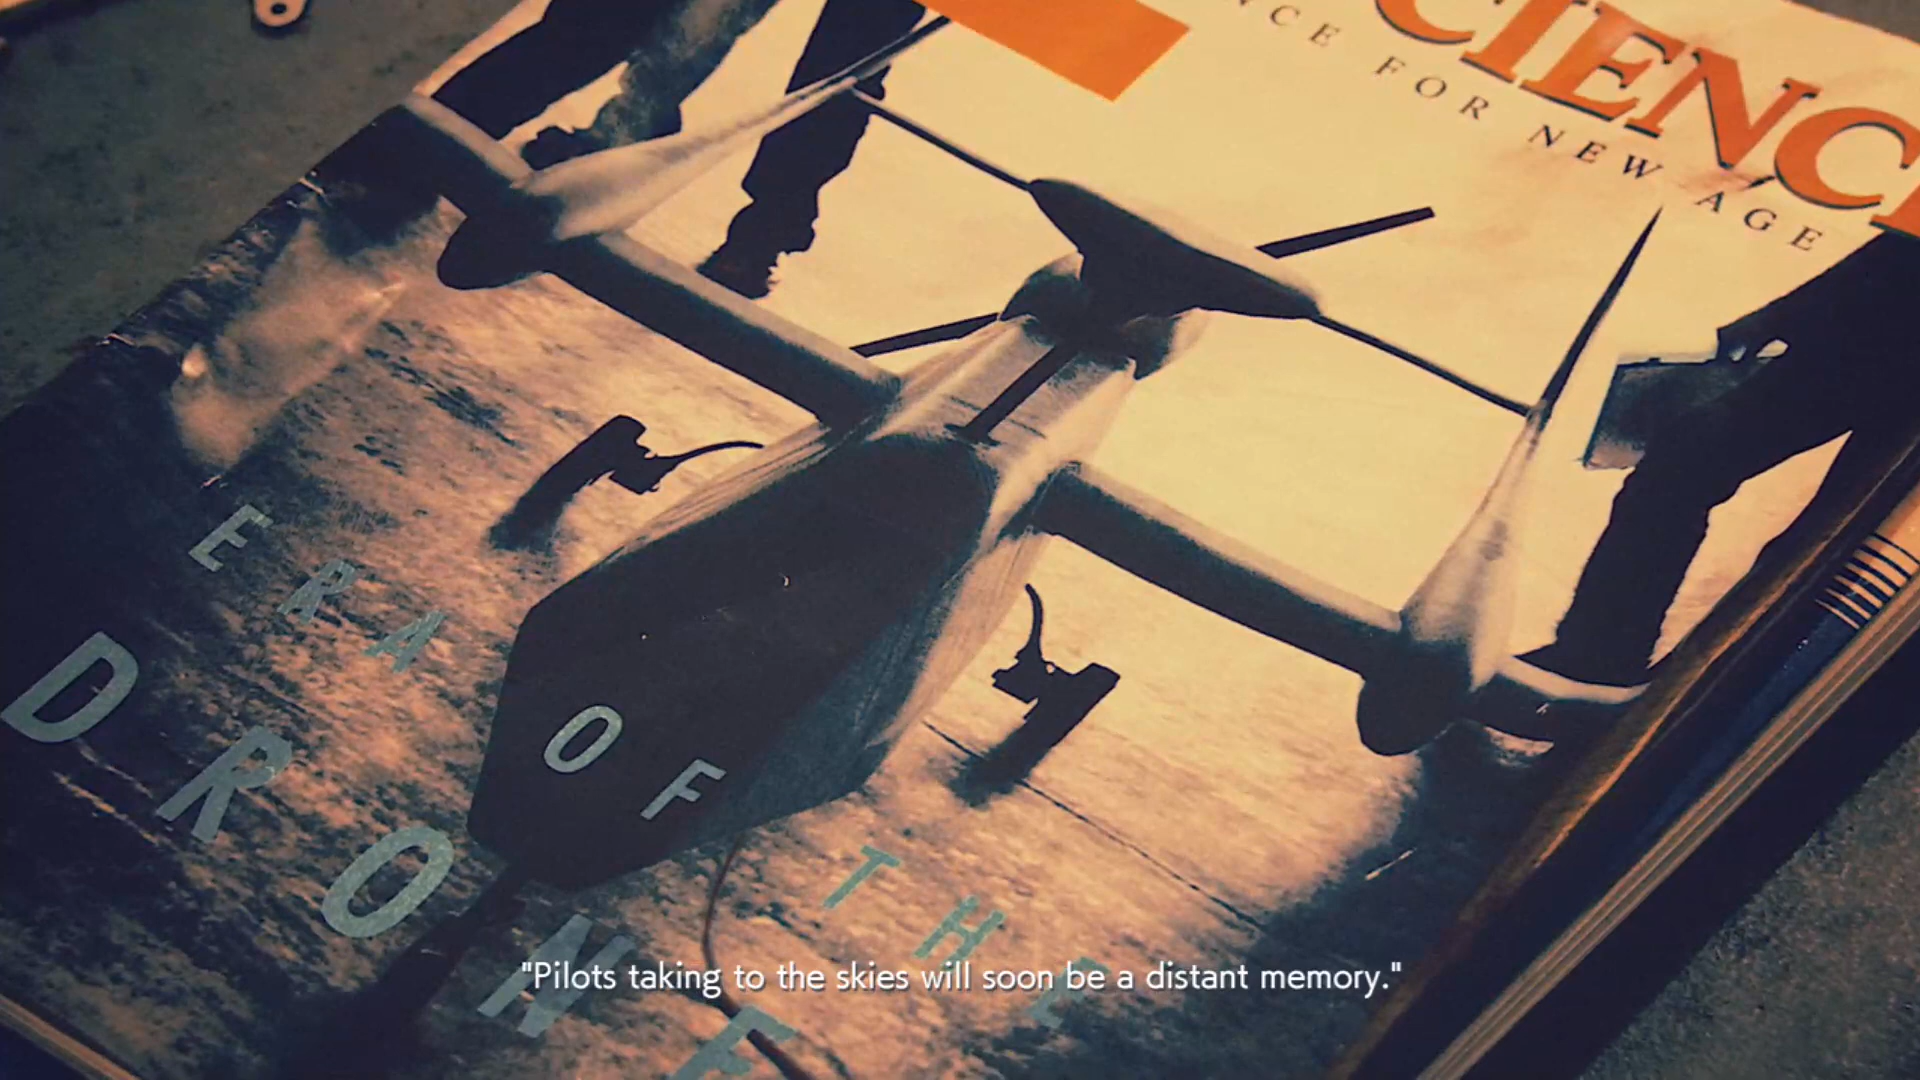 CIENC
NCE FOR NEW AGE
ERA OF THE
DRONE
"Pilots taking to the skies will soon be a distant memory."